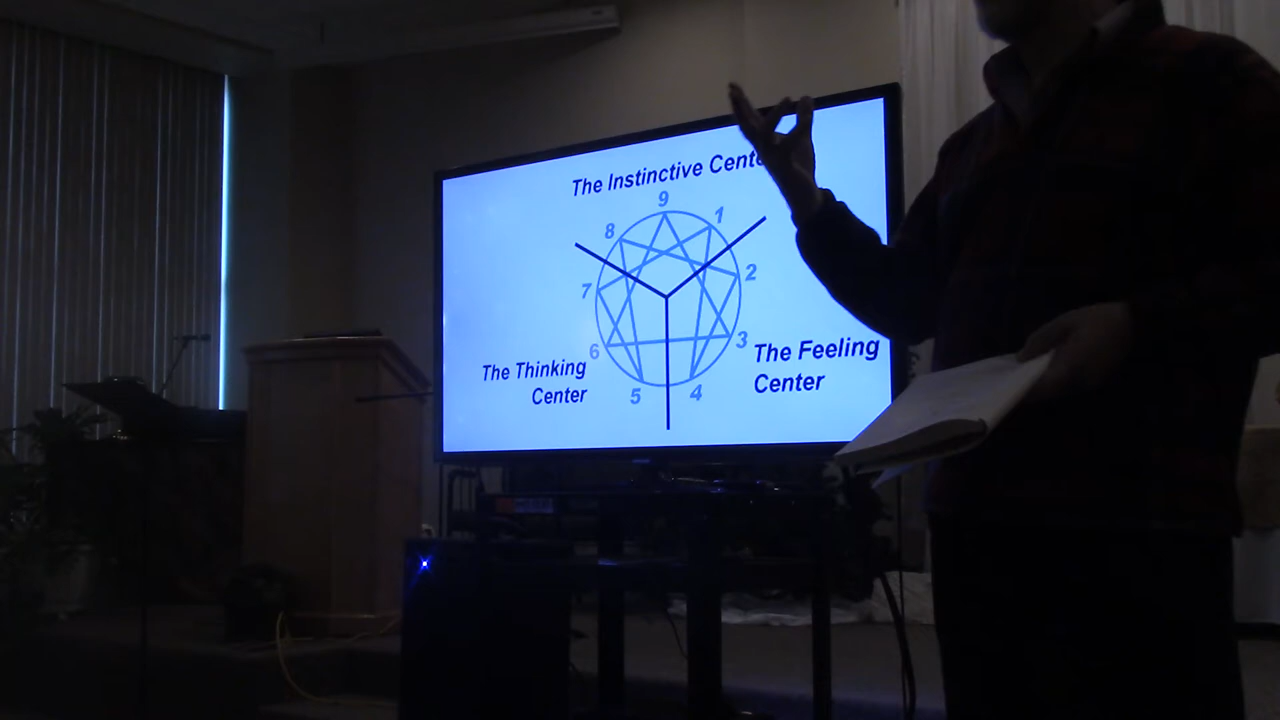 The Instinctive Cente
9
8
1
7
2
6
3
The Thinking
Center
The Feeling
Center
5
4